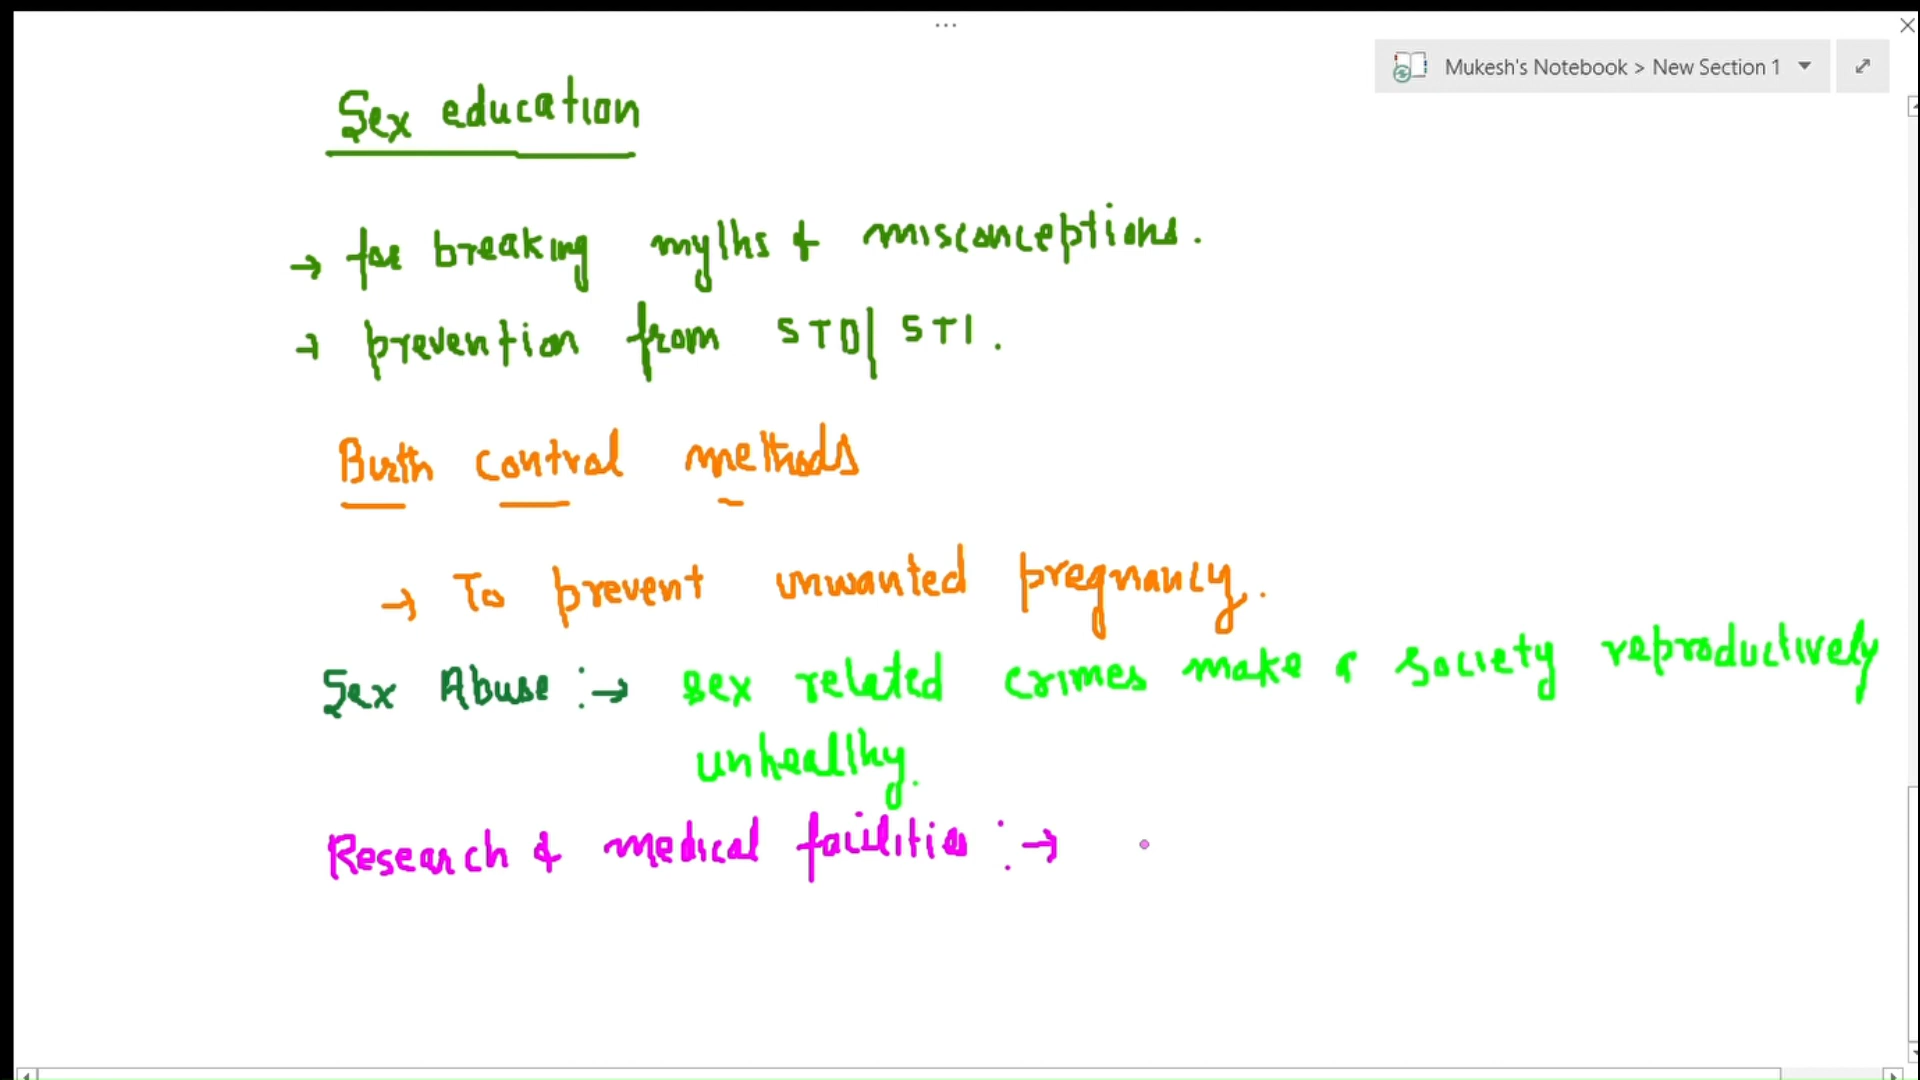 ...
Mukesh's Notebook > New Section 1
Sex education
→ for breaking myths & misconceptions.
→ prevention from STD| STI.
Birth control methods
→ To prevent unwanted pregnancy.
Sex Abuse :→ sex related crimes make a society reproductively
unhealthy.
Research & medical facilities :→